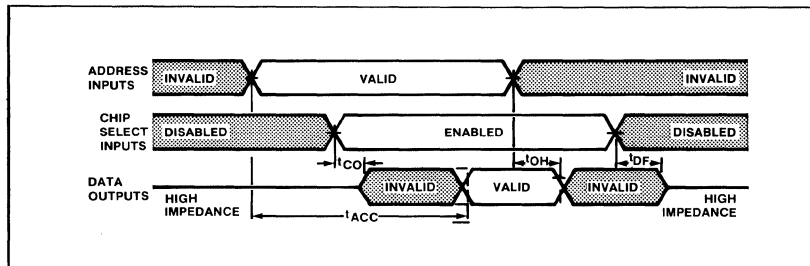 ADDRESS
INPUTS
INVALID
VALID
INVALID
CHIP
SELECT
INPUTS
DISABLED
ENABLED
DISABLED
tCO
tOH
tDF
DATA
OUTPUTS
INVALID
VALID
INVALID
HIGH
IMPEDANCE
HIGH
IMPEDANCE
tACC